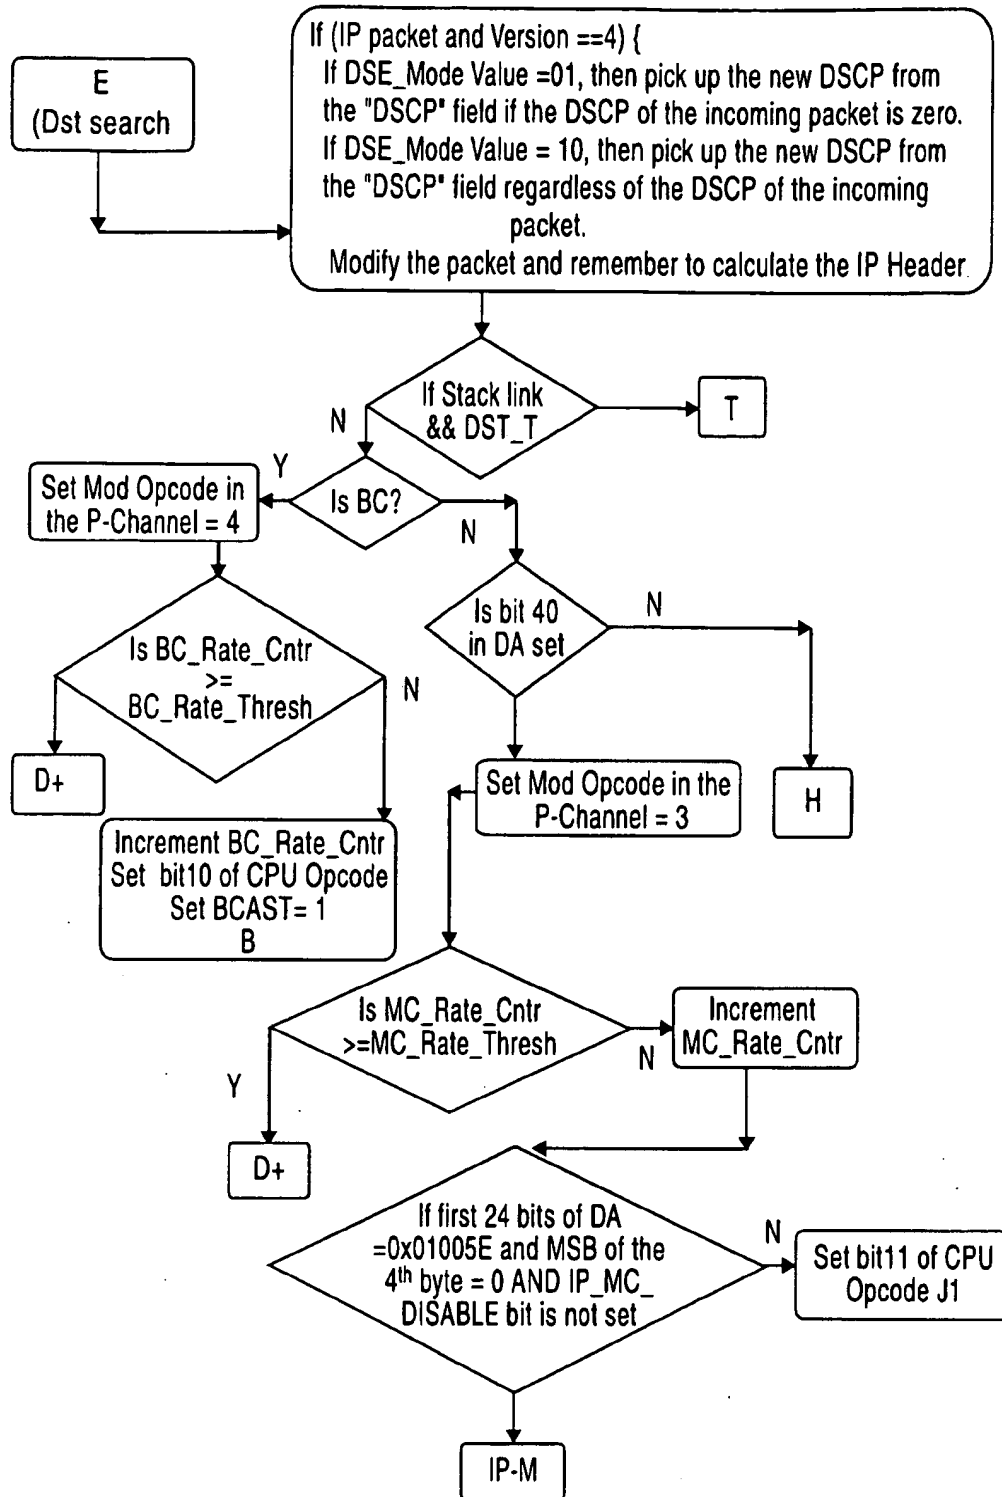 E
(Dst search
If (IP packet and Version ==4) {
If DSE_Mode Value =01, then pick up the new DSCP from
the "DSCP" field if the DSCP of the incoming packet is zero.
If DSE_Mode Value = 10, then pick up the new DSCP from
the "DSCP" field regardless of the DSCP of the incoming
packet.
Modify the packet and remember to calculate the IP Header
If Stack link
&& DST_T
T
N
Is BC?
Y
N
Set Mod Opcode in
the P-Channel = 4
Is bit 40
in DA set
N
Is BC_Rate_Cntr
>=
BC_Rate_Thresh
N
D+
Set Mod Opcode in the
P-Channel = 3
H
Increment BC_Rate_Cntr
Set bit10 of CPU Opcode
Set BCAST= 1
B
Is MC_Rate_Cntr
>=MC_Rate_Thresh
N
Increment
MC_Rate_Cntr
Y
D+
If first 24 bits of DA
=0x01005E and MSB of the
4th byte = 0 AND IP_MC_
DISABLE bit is not set
N
Set bit11 of CPU
Opcode J1
IP-M